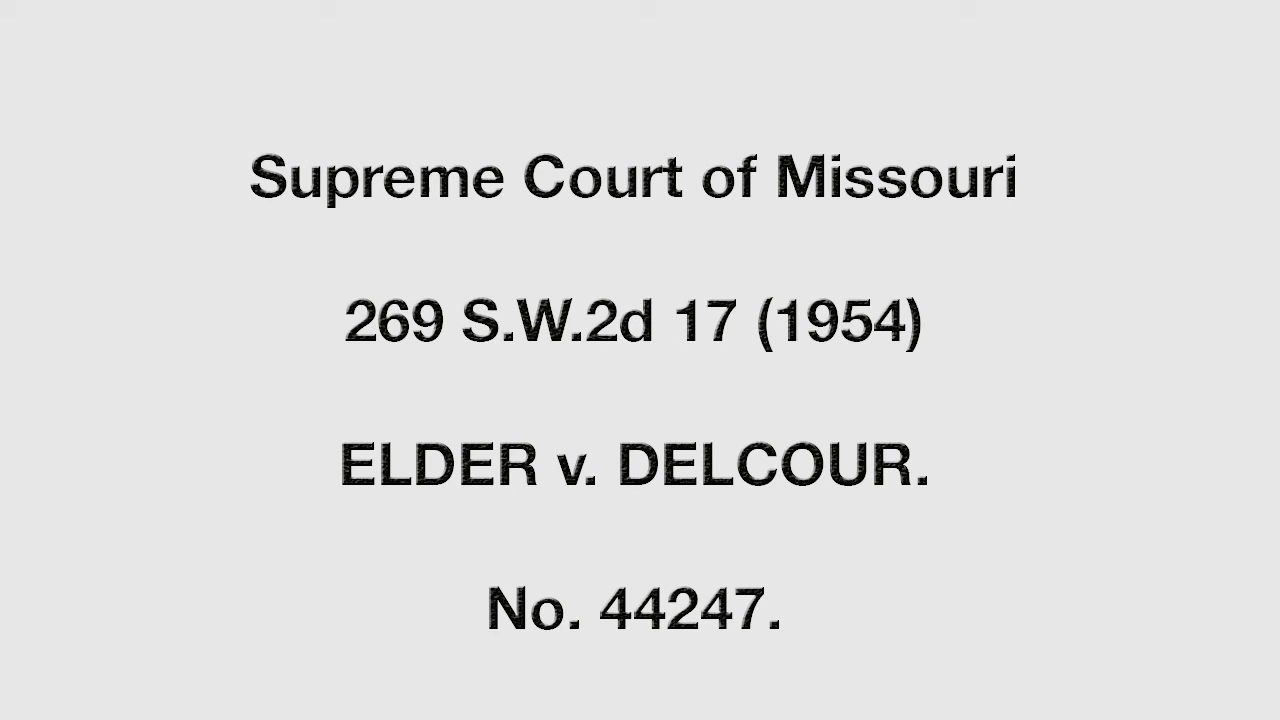 Supreme Court of Missouri
269 S.W.2d 17 (1954)
ELDER v. DELCOUR.
No. 44247.